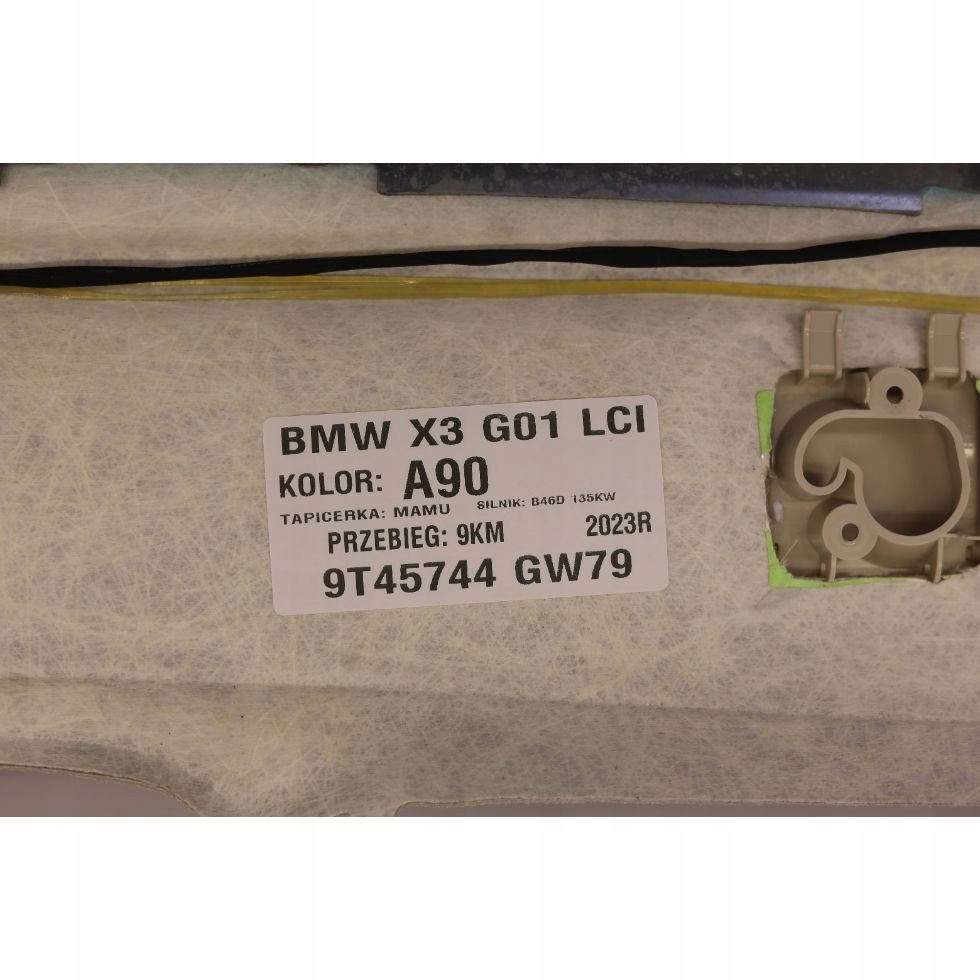 BMW X3 G01 LCI
KOLOR: A90
TAPICERKA: MAMU SILNIK: B46D 135KW
PRZEBIEG: 9KM 2023R
9T45744 GW79